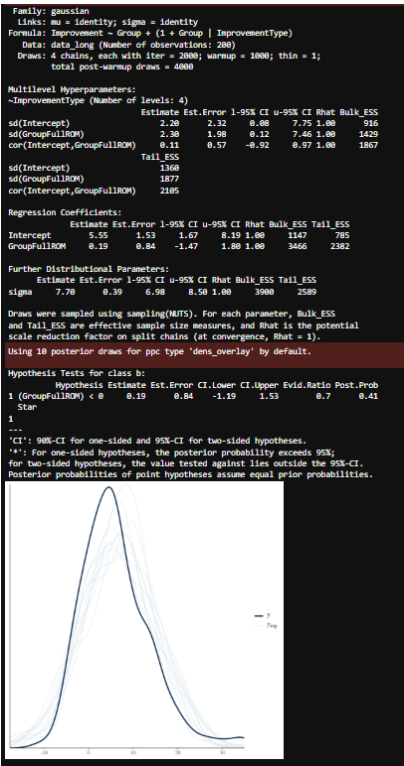 Family: gaussian
Links: mu = identity; sigma = identity
Formula: Improvement ~ Group + (1 + Group | ImprovementType)
Data: data_long (Number of observations: 200)
Draws: 4 chains, each with iter = 2000; warmup = 1000; thin = 1;
total post-warmup draws = 4000
Multilevel Hyperparameters:
~ImprovementType (Number of levels: 4)
Estimate Est.Error l-95% CI u-95% CI Rhat Bulk_ESS
sd(Intercept) 2.20 2.32 0.08 7.75 1.00 916
sd(GroupFullROM) 2.30 1.98 0.12 7.46 1.00 1429
cor(Intercept,GroupFullROM) 0.11 0.57 -0.92 0.97 1.00 1867
Tail_ESS
sd(Intercept) 1360
sd(GroupFullROM) 1877
cor(Intercept,GroupFullROM) 2105
Regression Coefficients:
Estimate Est.Error l-95% CI u-95% CI Rhat Bulk_ESS Tail_ESS
Intercept 5.55 1.53 1.67 8.19 1.00 1147 785
GroupFullROM 0.19 0.84 -1.47 1.80 1.00 3466 2382
Further Distributional Parameters:
Estimate Est.Error l-95% CI u-95% CI Rhat Bulk_ESS Tail_ESS
sigma 7.70 0.39 6.98 8.50 1.00 3900 2589
Draws were sampled using sampling(NUTS). For each parameter, Bulk_ESS
and Tail_ESS are effective sample size measures, and Rhat is the potential
scale reduction factor on split chains (at convergence, Rhat = 1).
Using 10 posterior draws for ppc type 'dens_overlay' by default.
Hypothesis Tests for class b:
Hypothesis Estimate Est.Error CI.Lower CI.Upper Evid.Ratio Post.Prob
1 (GroupFullROM) < 0 0.19 0.84 -1.19 1.53 0.7 0.41
Star
1
---
'CI': 90%-CI for one-sided and 95%-CI for two-sided hypotheses.
'*': For one-sided hypotheses, the posterior probability exceeds 95%;
for two-sided hypotheses, the value tested against lies outside the 95%-CI.
Posterior probabilities of point hypotheses assume equal prior probabilities.
y
y rep
-10 0 10 20 30